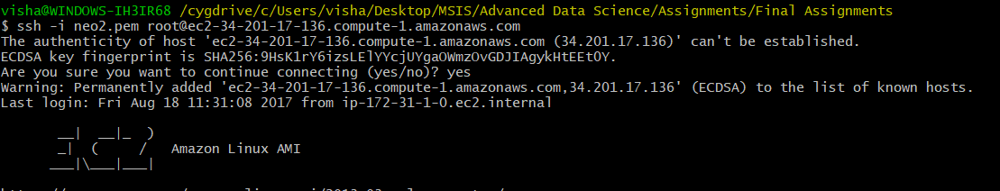 visha@WINDOWS-IH3IR68 /cygdrive/c/Users/visha/Desktop/MSIS/Advanced Data Science/Assignments/Final Assignments
$ ssh -i neo2.pem root@ec2-34-201-17-136.compute-1.amazonaws.com
The authenticity of host 'ec2-34-201-17-136.compute-1.amazonaws.com (34.201.17.136)' can't be established.
ECDSA key fingerprint is SHA256:9HsK1rY6izsLElYYcjUYgaOWmzOvGDJIAgykHtEEtOY.
Are you sure you want to continue connecting (yes/no)? yes
Warning: Permanently added 'ec2-34-201-17-136.compute-1.amazonaws.com,34.201.17.136' (ECDSA) to the list of known hosts.
Last login: Fri Aug 18 11:31:08 2017 from ip-172-31-1-0.ec2.internal
__|  __|_  )
_|  (     /   Amazon Linux AMI
___|\___|___|